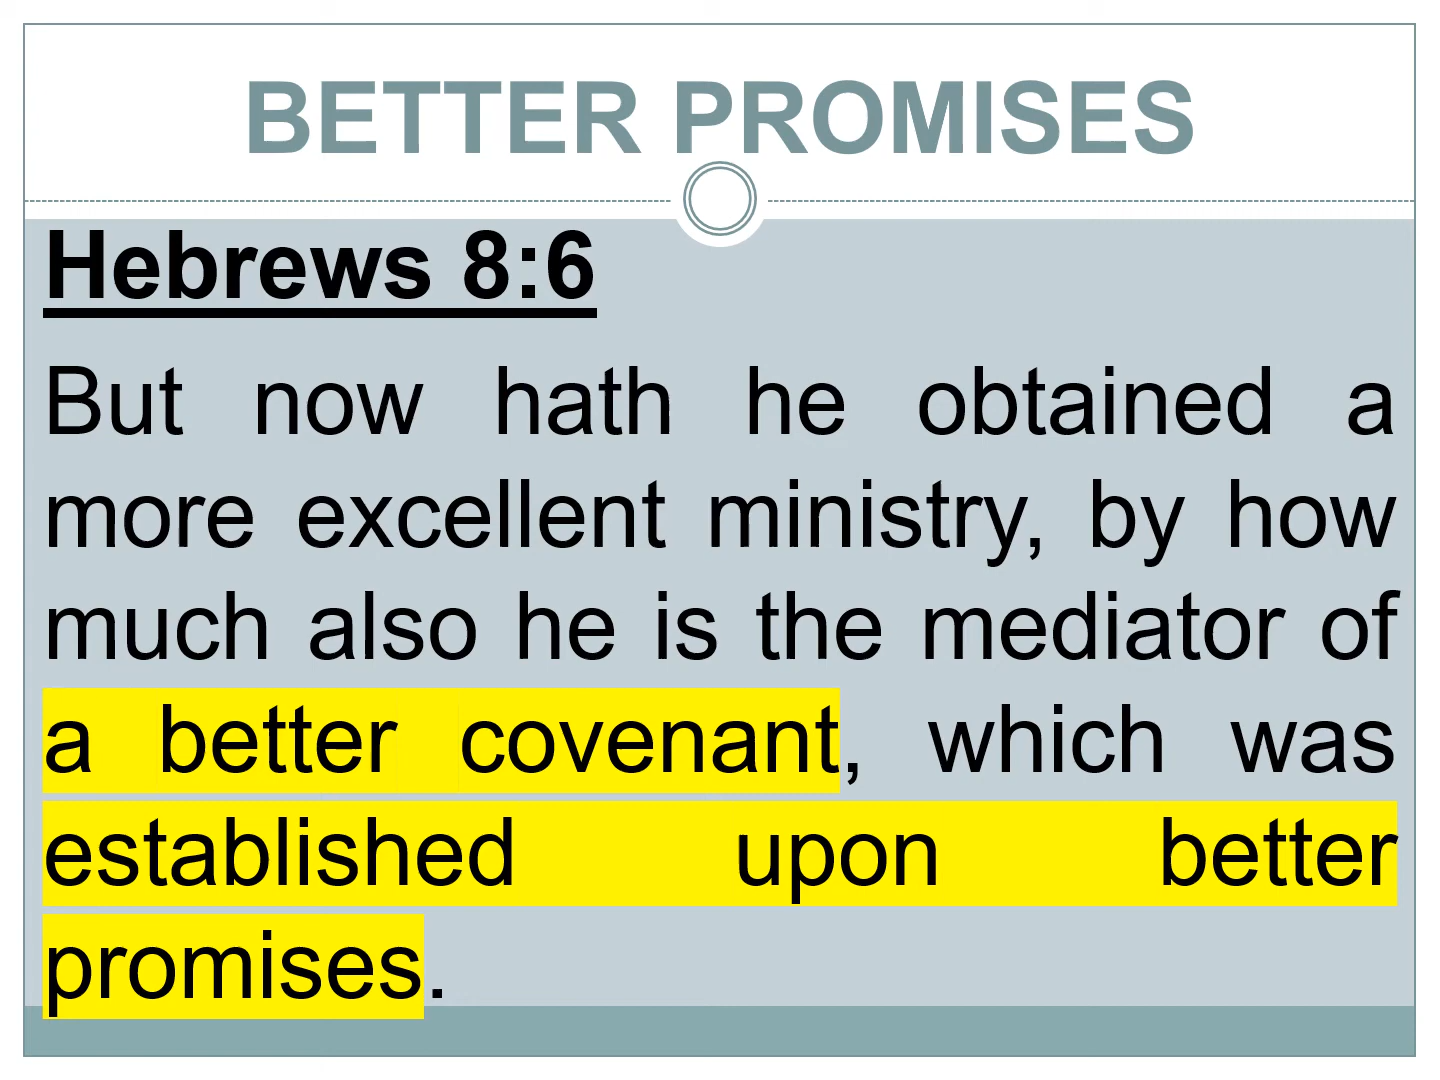 BETTER PROMISES
Hebrews 8:6
But now hath he obtained a
more excellent ministry, by how
much also he is the mediator of
a better covenant, which was
established upon better
promises.